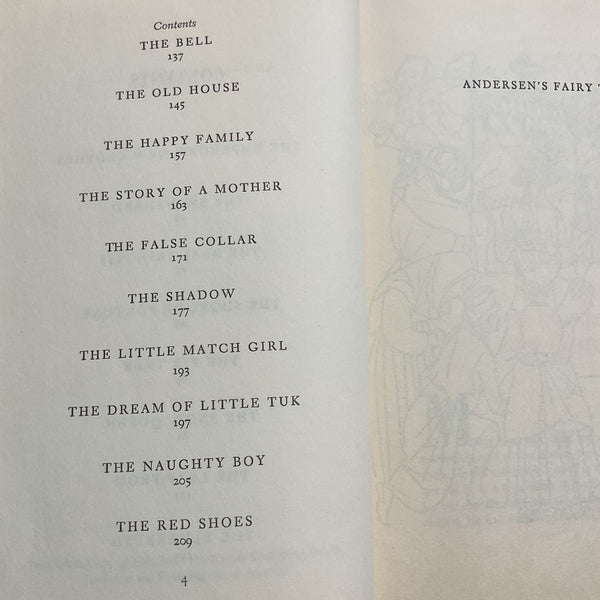 Contents
THE BELL
137
THE OLD HOUSE
145
THE HAPPY FAMILY
157
THE STORY OF A MOTHER
163
THE FALSE COLLAR
171
THE SHADOW
177
THE LITTLE MATCH GIRL
193
THE DREAM OF LITTLE TUK
197
THE NAUGHTY BOY
205
THE RED SHOES
209
4
ANDERSEN'S FAIRY